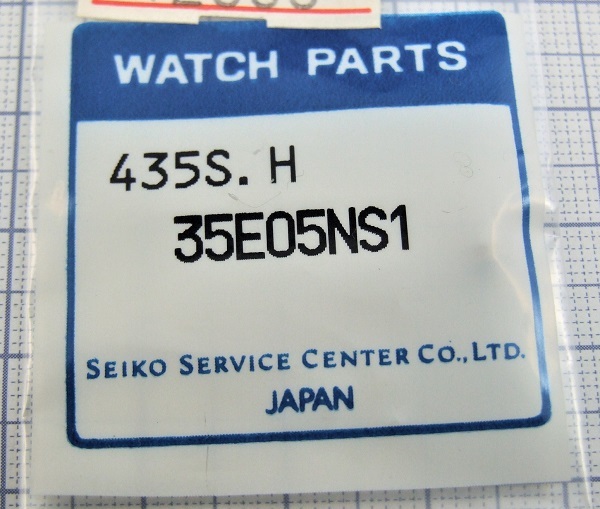 WATCH PARTS
435S. H
35E05NS1
SEIKO SERVICE CENTER CO., LTD.
JAPAN